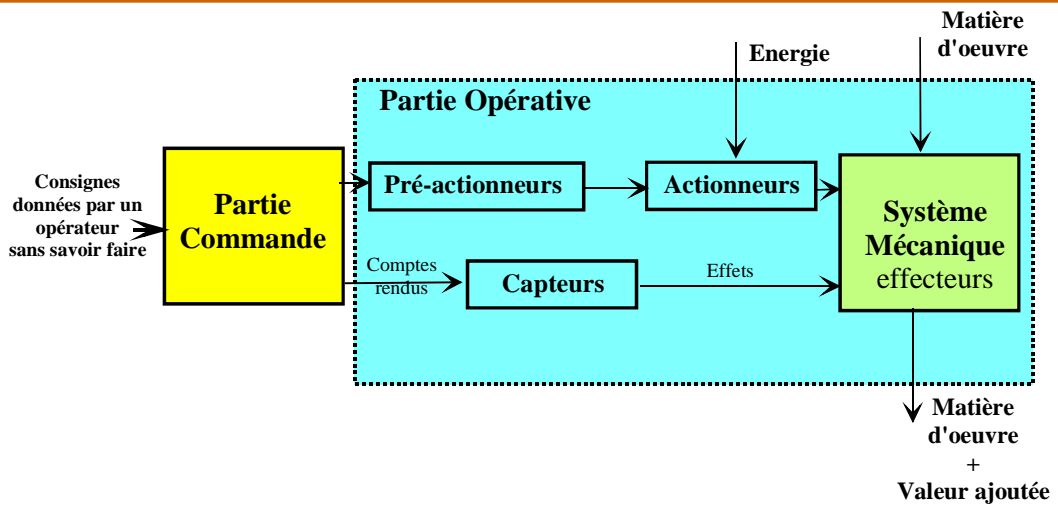 Matière
d'oeuvre
Energie
Partie Opérative
Consignes
données par un
opérateur
sans savoir faire
Partie
Commande
Pré-actionneurs
Actionneurs
Système
Mécanique
effecteurs
Comptes
rendus
Capteurs
Effets
Matière
d'oeuvre
+
Valeur ajoutée